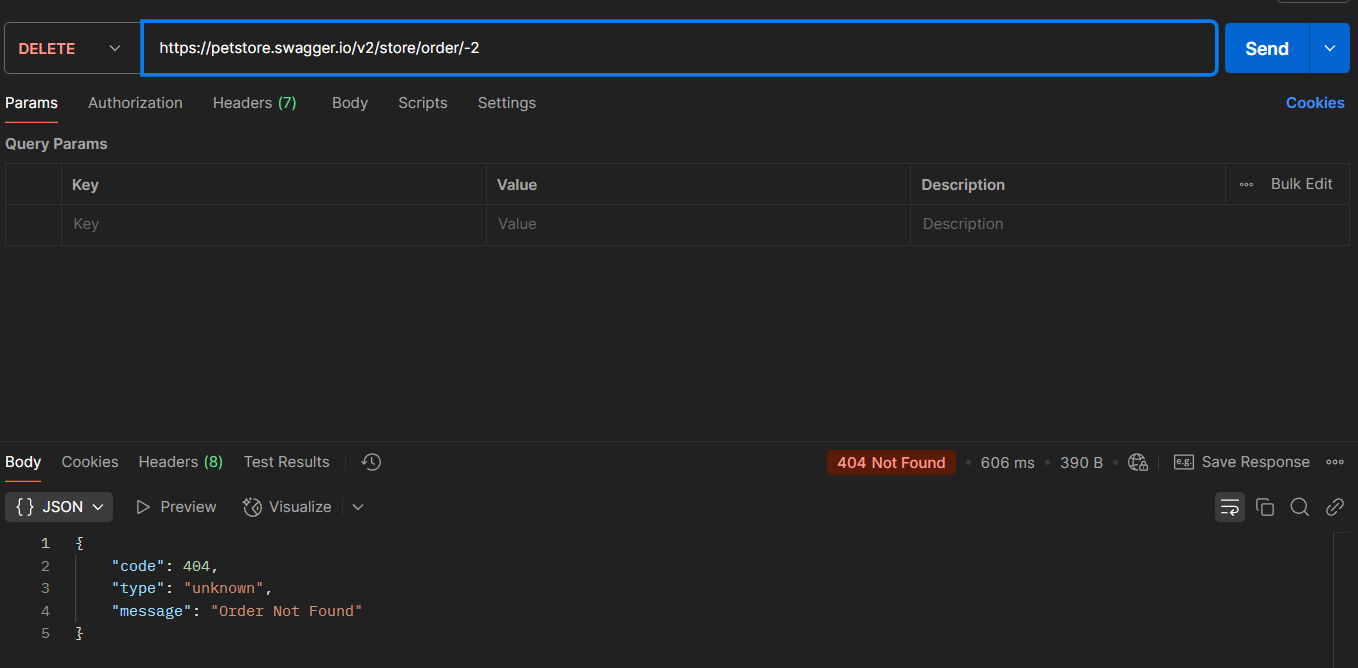 DELETE https://petstore.swagger.io/v2/store/order/-2 Send
Params Authorization Headers (7) Body Scripts Settings Cookies
Query Params
Key Value Description Bulk Edit
Key Value Description
Body Cookies Headers (8) Test Results 404 Not Found 606 ms 390 B e.g. Save Response
{} JSON Preview Visualize
1 {
2 "code": 404,
3 "type": "unknown",
4 "message": "Order Not Found"
5 }